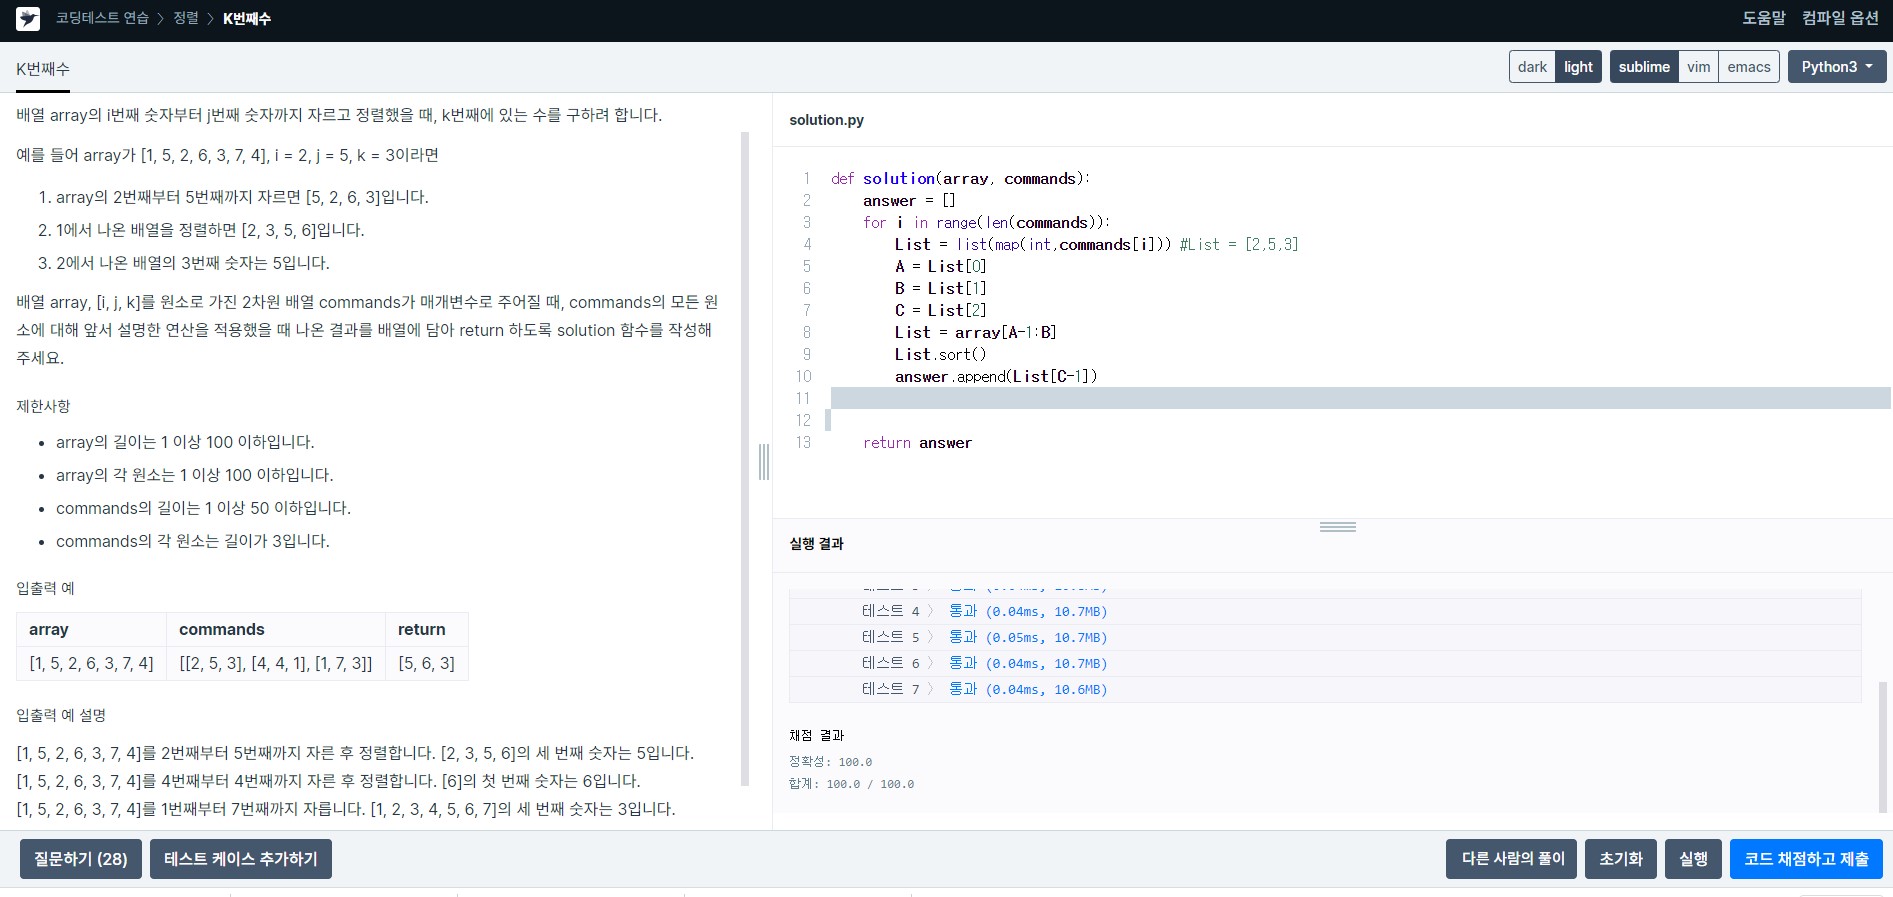 코딩테스트 연습 〉 정렬 〉 K번째수
도움말 컴파일 옵션
K번째수
dark light sublime vim emacs Python3
배열 array의 i번째 숫자부터 j번째 숫자까지 자르고 정렬했을 때, k번째에 있는 수를 구하려 합니다.
예를 들어 array가 [1, 5, 2, 6, 3, 7, 4], i = 2, j = 5, k = 3이라면
1. array의 2번째부터 5번째까지 자르면 [5, 2, 6, 3]입니다.
2. 1에서 나온 배열을 정렬하면 [2, 3, 5, 6]입니다.
3. 2에서 나온 배열의 3번째 숫자는 5입니다.
배열 array, [i, j, k]를 원소로 가진 2차원 배열 commands가 매개변수로 주어질 때, commands의 모든 원
소에 대해 앞서 설명한 연산을 적용했을 때 나온 결과를 배열에 담아 return 하도록 solution 함수를 작성해
주세요.
제한사항
• array의 길이는 1 이상 100 이하입니다.
• array의 각 원소는 1 이상 100 이하입니다.
• commands의 길이는 1 이상 50 이하입니다.
• commands의 각 원소는 길이가 3입니다.
입출력 예
array commands return
[1, 5, 2, 6, 3, 7, 4] [[2, 5, 3], [4, 4, 1], [1, 7, 3]] [5, 6, 3]
입출력 예 설명
[1, 5, 2, 6, 3, 7, 4]를 2번째부터 5번째까지 자른 후 정렬합니다. [2, 3, 5, 6]의 세 번째 숫자는 5입니다.
[1, 5, 2, 6, 3, 7, 4]를 4번째부터 4번째까지 자른 후 정렬합니다. [6]의 첫 번째 숫자는 6입니다.
[1, 5, 2, 6, 3, 7, 4]를 1번째부터 7번째까지 자릅니다. [1, 2, 3, 4, 5, 6, 7]의 세 번째 숫자는 3입니다.
solution.py
1 def solution(array, commands):
2 answer = []
3 for i in range(len(commands)):
4 List = list(map(int,commands[i])) #List = [2,5,3]
5 A = List[0]
6 B = List[1]
7 C = List[2]
8 List = array[A-1:B]
9 List.sort()
10 answer.append(List[C-1])
11
12
13 return answer
실행 결과
테스트 4 〉 통과 (0.04ms, 10.7MB)
테스트 5 〉 통과 (0.05ms, 10.7MB)
테스트 6 〉 통과 (0.04ms, 10.7MB)
테스트 7 〉 통과 (0.04ms, 10.6MB)
채점 결과
정확성: 100.0
합계: 100.0 / 100.0
질문하기 (28) 테스트 케이스 추가하기
다른 사람의 풀이 초기화 실행 코드 채점하고 제출